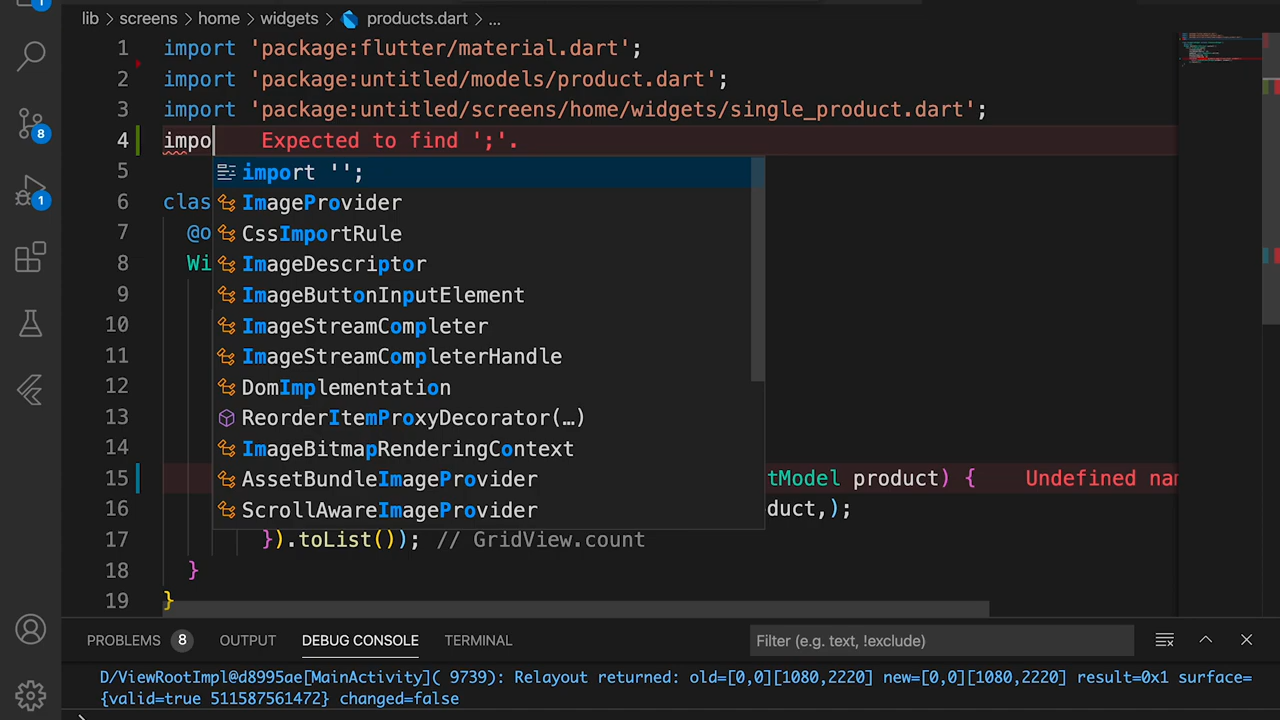 lib > screens > home > widgets > products.dart > ...
1 import 'package:flutter/material.dart';
2 import 'package:untitled/models/product.dart';
3 import 'package:untitled/screens/home/widgets/single_product.dart';
4 impo Expected to find ';'.
5 import '';
6 clas ImageProvider
7 @o CssImportRule
8 Wi ImageDescriptor
9 ImageButtonInputElement
10 ImageStreamCompleter
11 ImageStreamCompleterHandle
12 DomImplementation
13 ReorderItemProxyDecorator(…)
14 ImageBitmapRenderingContext
15 AssetBundleImageProvider tModel product) { Undefined nam
16 ScrollAwareImageProvider duct,);
17 }).toList()); // GridView.count
18 }
19 }
8
1
PROBLEMS 8 OUTPUT DEBUG CONSOLE TERMINAL Filter (e.g. text, !exclude)
D/ViewRootImpl@d8995ae[MainActivity]( 9739): Relayout returned: old=[0,0][1080,2220] new=[0,0][1080,2220] result=0x1 surface=
{valid=true 511587561472} changed=false